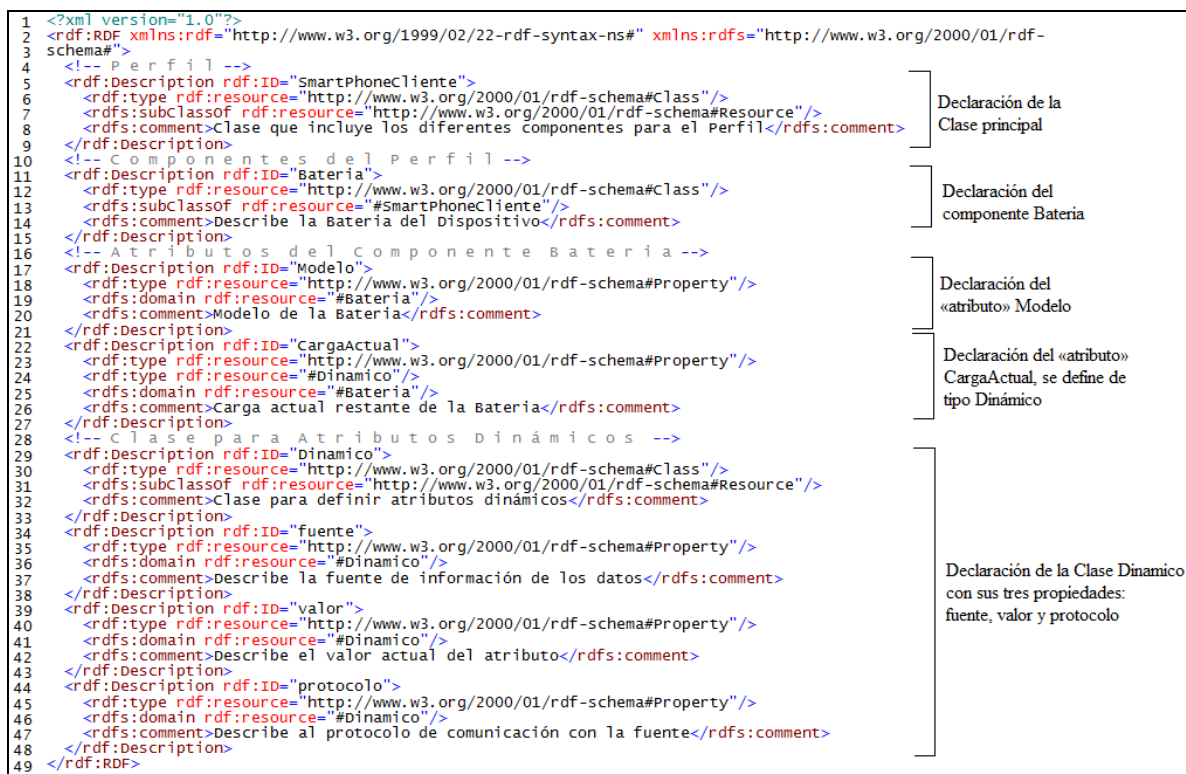 1 <?xml version="1.0"?>
2 <rdf:RDF xmlns:rdf="http://www.w3.org/1999/02/22-rdf-syntax-ns#" xmlns:rdfs="http://www.w3.org/2000/01/rdf-
3 schema#">
4 <!-- P e r f i l -->
5 <rdf:Description rdf:ID="SmartPhoneCliente">
6 <rdf:type rdf:resource="http://www.w3.org/2000/01/rdf-schema#Class"/>
7 <rdfs:subClassOf rdf:resource="http://www.w3.org/2000/01/rdf-schema#Resource"/>
8 <rdfs:comment>Clase que incluye los diferentes componentes para el Perfil</rdfs:comment>
9 </rdf:Description>
Declaración de la
Clase principal
10 <!-- C o m p o n e n t e s  d e l  P e r f i l -->
11 <rdf:Description rdf:ID="Bateria">
12 <rdf:type rdf:resource="http://www.w3.org/2000/01/rdf-schema#Class"/>
13 <rdfs:subClassOf rdf:resource="#SmartPhoneCliente"/>
14 <rdfs:comment>Describe la Bateria del Dispositivo</rdfs:comment>
15 </rdf:Description>
Declaración del
componente Bateria
16 <!-- A t r i b u t o s  d e l  C o m p o n e n t e  B a t e r i a -->
17 <rdf:Description rdf:ID="Modelo">
18 <rdf:type rdf:resource="http://www.w3.org/2000/01/rdf-schema#Property"/>
19 <rdfs:domain rdf:resource="#Bateria"/>
20 <rdfs:comment>Modelo de la Bateria</rdfs:comment>
21 </rdf:Description>
Declaración del
«atributo» Modelo
22 <rdf:Description rdf:ID="CargaActual">
23 <rdf:type rdf:resource="http://www.w3.org/2000/01/rdf-schema#Property"/>
24 <rdf:type rdf:resource="#Dinamico"/>
25 <rdfs:domain rdf:resource="#Bateria"/>
26 <rdfs:comment>Carga actual restante de la Bateria</rdfs:comment>
27 </rdf:Description>
Declaración del «atributo»
CargaActual, se define de
tipo Dinámico
28 <!-- C l a s e  p a r a  A t r i b u t o s  D i n á m i c o s  -->
29 <rdf:Description rdf:ID="Dinamico">
30 <rdf:type rdf:resource="http://www.w3.org/2000/01/rdf-schema#Class"/>
31 <rdfs:subClassOf rdf:resource="http://www.w3.org/2000/01/rdf-schema#Resource"/>
32 <rdfs:comment>Clase para definir atributos dinámicos</rdfs:comment>
33 </rdf:Description>
34 <rdf:Description rdf:ID="fuente">
35 <rdf:type rdf:resource="http://www.w3.org/2000/01/rdf-schema#Property"/>
36 <rdfs:domain rdf:resource="#Dinamico"/>
37 <rdfs:comment>Describe la fuente de información de los datos</rdfs:comment>
38 </rdf:Description>
39 <rdf:Description rdf:ID="valor">
40 <rdf:type rdf:resource="http://www.w3.org/2000/01/rdf-schema#Property"/>
41 <rdfs:domain rdf:resource="#Dinamico"/>
42 <rdfs:comment>Describe el valor actual del atributo</rdfs:comment>
43 </rdf:Description>
44 <rdf:Description rdf:ID="protocolo">
45 <rdf:type rdf:resource="http://www.w3.org/2000/01/rdf-schema#Property"/>
46 <rdfs:domain rdf:resource="#Dinamico"/>
47 <rdfs:comment>Describe al protocolo de comunicación con la fuente</rdfs:comment>
48 </rdf:Description>
49 </rdf:RDF>
Declaración de la Clase Dinamico
con sus tres propiedades:
fuente, valor y protocolo